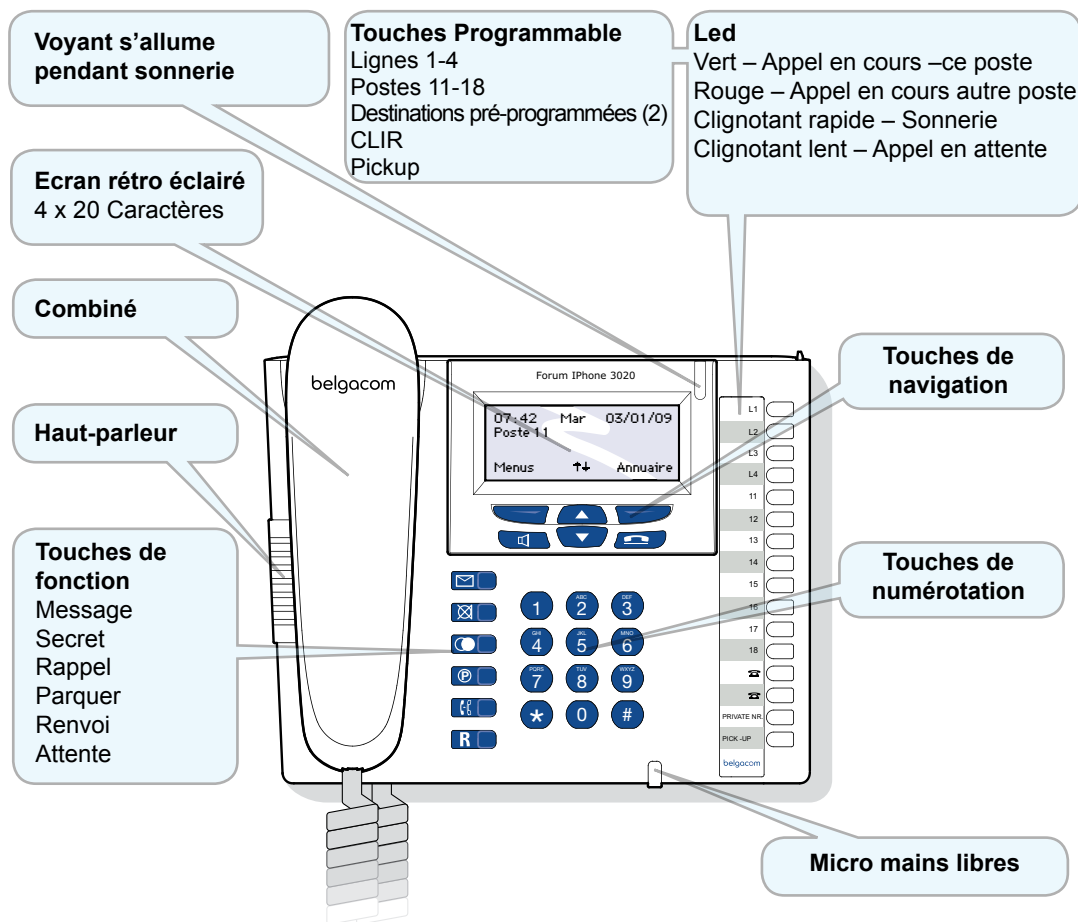 Voyant s’allume
pendant sonnerie
Touches Programmable
Lignes 1-4
Postes 11-18
Destinations pré-programmées (2)
CLIR
Pickup
Led
Vert – Appel en cours –ce poste
Rouge – Appel en cours autre poste
Clignotant rapide – Sonnerie
Clignotant lent – Appel en attente
Ecran rétro éclairé
4 x 20 Caractères
Combiné
Haut-parleur
Touches de
fonction
Message
Secret
Rappel
Parquer
Renvoi
Attente
belgacom
Forum IPhone 3020
07:42 Mar 03/01/09
Poste 11
Menus ↑↓ Annuaire
Touches de
navigation
Touches de
numérotation
L1
L2
L3
L4
11
12
13
14
15
16
17
18
PRIVATE NR.
PICK -UP
belgacom
P
R
1
ABC 2
DEF 3
GHI 4
JKL 5
MNO 6
PQRS 7
TUV 8
WXYZ 9
* 0 #
Micro mains libres